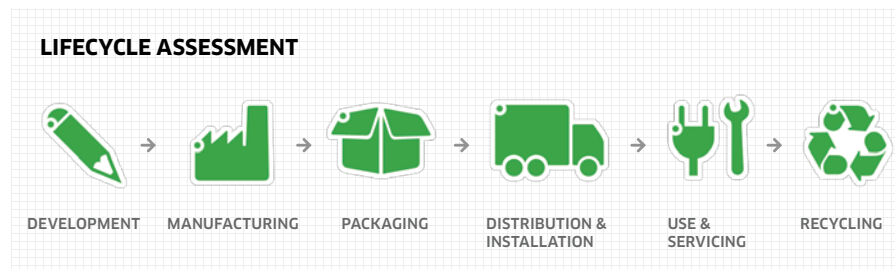 LIFECYCLE ASSESSMENT
DEVELOPMENT
MANUFACTURING
PACKAGING
DISTRIBUTION &
INSTALLATION
USE &
SERVICING
RECYCLING